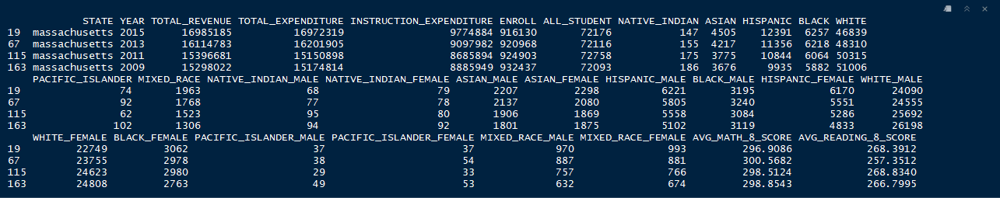 STATE YEAR TOTAL_REVENUE TOTAL_EXPENDITURE INSTRUCTION_EXPENDITURE ENROLL ALL_STUDENT NATIVE_INDIAN ASIAN HISPANIC BLACK WHITE
19 massachusetts 2015 16985185 16972319 9774884 916130 72176 147 4505 12391 6257 46839
67 massachusetts 2013 16114783 16201905 9097982 920968 72116 155 4217 11356 6218 48310
115 massachusetts 2011 15396681 15150898 8685894 924903 72758 175 3775 10844 6064 50315
163 massachusetts 2009 15298022 15174814 8885949 932437 72093 186 3676 9935 5882 51006
PACIFIC_ISLANDER MIXED_RACE NATIVE_INDIAN_MALE NATIVE_INDIAN_FEMALE ASIAN_MALE ASIAN_FEMALE HISPANIC_MALE BLACK_MALE HISPANIC_FEMALE WHITE_MALE
19 74 1963 68 79 2207 2298 6221 3195 6170 24090
67 92 1768 77 78 2137 2080 5805 3240 5551 24555
115 62 1523 95 80 1906 1869 5558 3084 5286 25692
163 102 1306 94 92 1801 1875 5102 3119 4833 26198
WHITE_FEMALE BLACK_FEMALE PACIFIC_ISLANDER_MALE PACIFIC_ISLANDER_FEMALE MIXED_RACE_MALE MIXED_RACE_FEMALE AVG_MATH_8_SCORE AVG_READING_8_SCORE
19 22749 3062 37 37 970 993 296.9086 268.3912
67 23755 2978 38 54 887 881 300.5682 257.3512
115 24623 2980 29 33 757 766 298.5124 268.8340
163 24808 2763 49 53 632 674 298.8543 266.7995